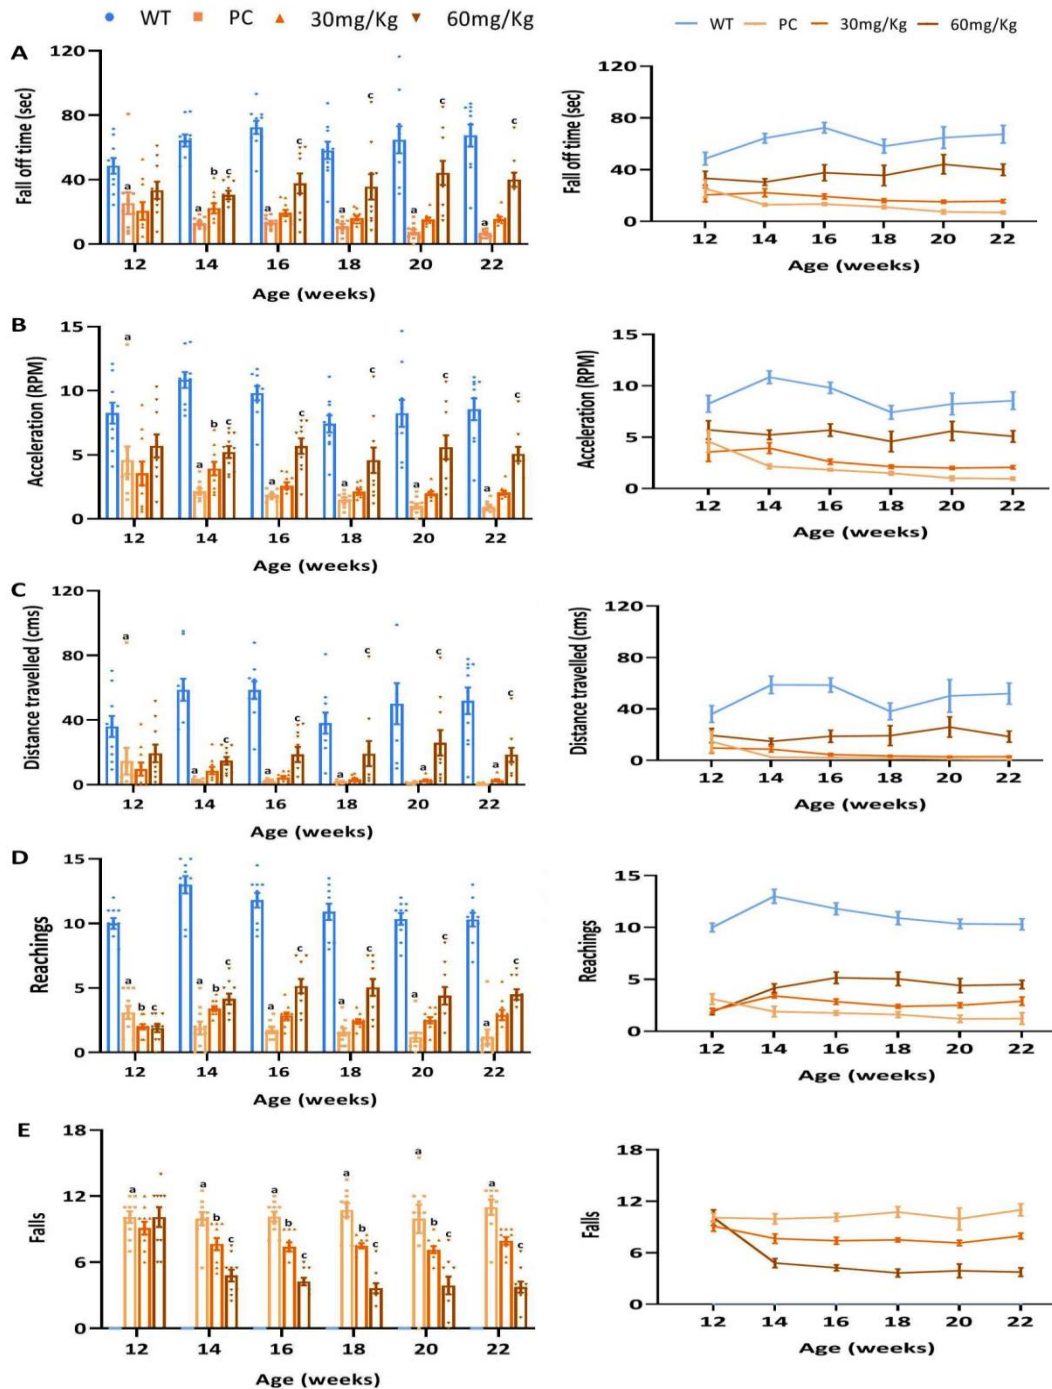 WT PC 30mg/Kg 60mg/Kg
WT PC 30mg/Kg 60mg/Kg
A
Fall off time (sec)
120
80
40
0
a
b
c
a
c
a
c
a
c
a
c
a
12 14 16 18 20 22
Age (weeks)
Fall off time (sec)
120
80
40
0
12 14 16 18 20 22
Age (weeks)
B
Acceleration (RPM)
15
10
5
0
a
a
b
c
a
c
a
c
a
c
a
c
12 14 16 18 20 22
Age (weeks)
Acceleration (RPM)
15
10
5
0
12 14 16 18 20 22
Age (weeks)
C
Distance travelled (cms)
120
80
40
0
a
a
c
a
c
a
c
a
c
a
c
12 14 16 18 20 22
Age (weeks)
Distance travelled (cms)
120
80
40
0
12 14 16 18 20 22
Age (weeks)
D
Reachings
15
10
5
0
a
b
c
a
b
c
a
c
a
c
a
c
a
c
12 14 16 18 20 22
Age (weeks)
Reachings
15
10
5
0
12 14 16 18 20 22
Age (weeks)
E
Falls
18
12
6
0
a
a
b
c
a
b
c
a
b
c
a
b
c
a
c
12 14 16 18 20 22
Age (weeks)
Falls
18
12
6
0
12 14 16 18 20 22
Age (weeks)